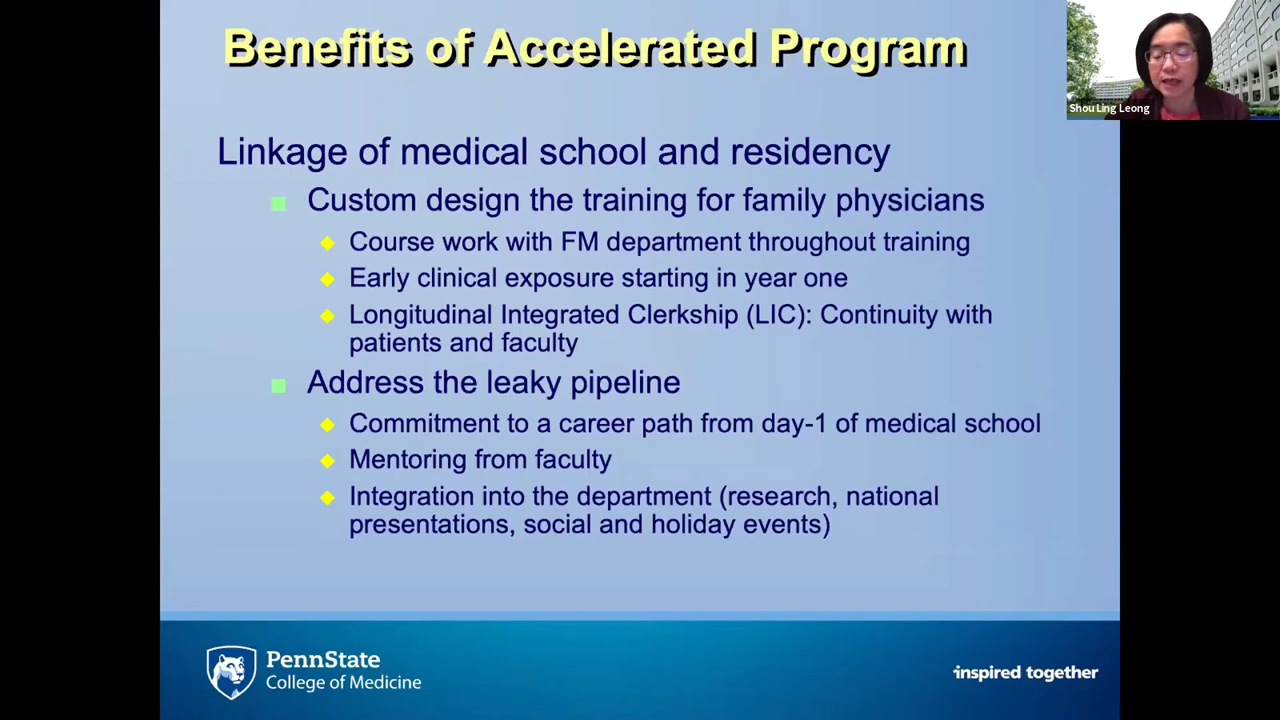 Benefits of Accelerated Program
Shou Ling Leong
Linkage of medical school and residency
Custom design the training for family physicians
Course work with FM department throughout training
Early clinical exposure starting in year one
Longitudinal Integrated Clerkship (LIC): Continuity with
patients and faculty
Address the leaky pipeline
Commitment to a career path from day-1 of medical school
Mentoring from faculty
Integration into the department (research, national
presentations, social and holiday events)
PennState
College of Medicine
inspired together